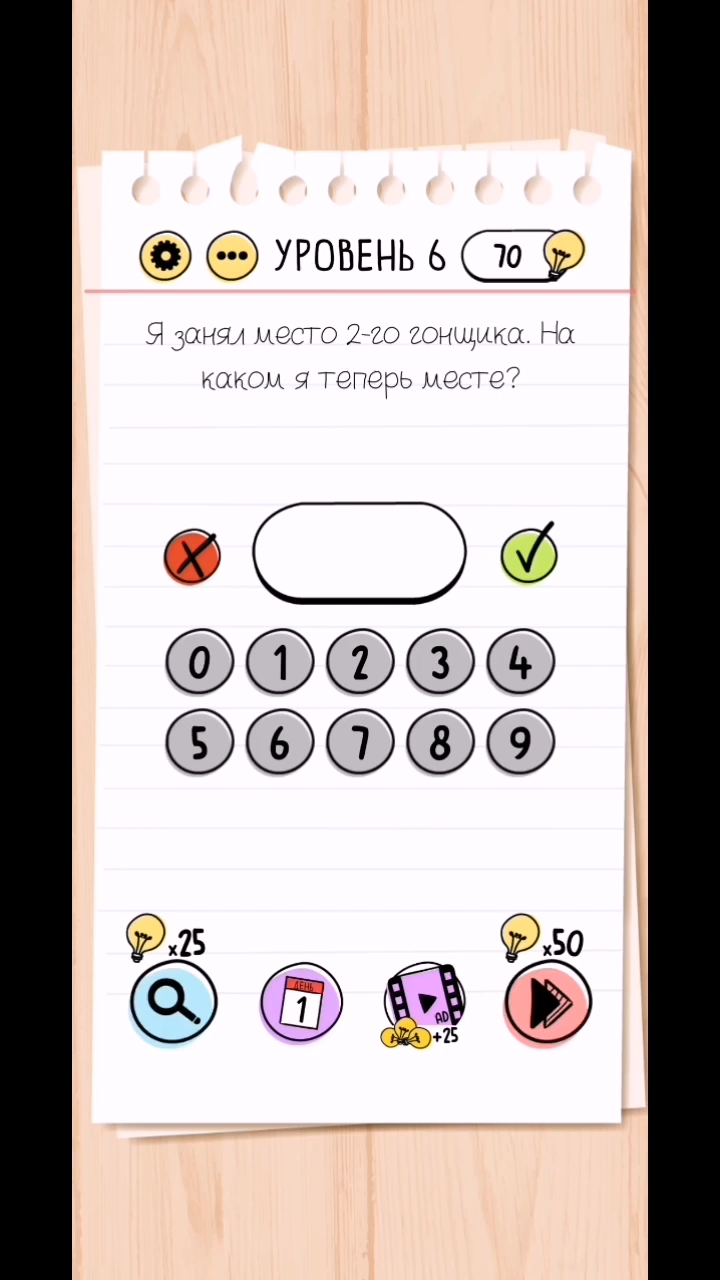 УРОВЕНЬ 6 70
Я занял место 2-го гонщика. На
каком я теперь месте?
0 1 2 3 4
5 6 7 8 9
x25 x50
ДЕНЬ
1
AD
+25